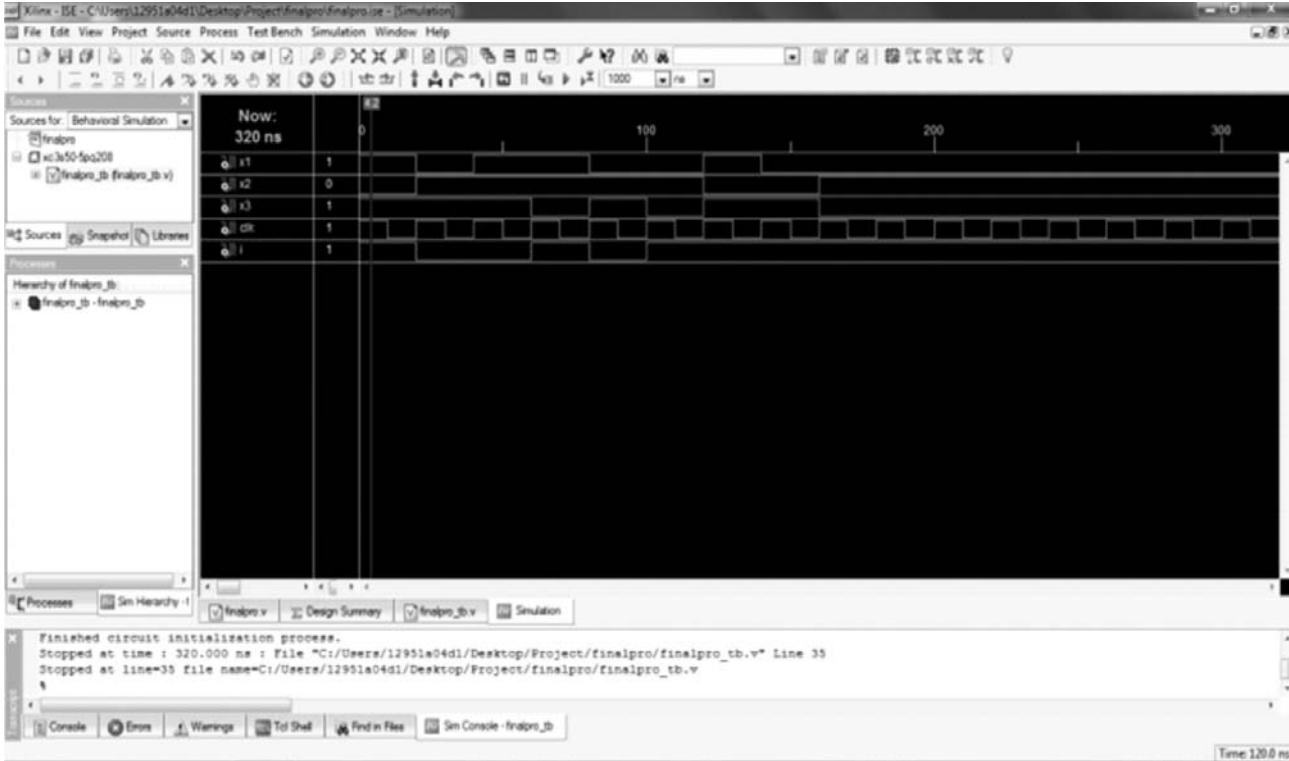 Xilinx - ISE - C:\Users\12951a04d1\Desktop\Project\finalpro\finalpro.ise - [Simulation]
File Edit View Project Source Process Test Bench Simulation Window Help
1000 ns
Sources
Sources for: Behavioral Simulation
finalpro
xc3s50-5pq208
finalpro_tb (finalpro_tb.v)
Sources Snapshot Libraries
Processes
Hierarchy of finalpro_tb:
finalpro_tb - finalpro_tb
Processes Sim Hierarchy - f
Now:
320 ns
0 100 200 300
x1 1
x2 0
x3 1
clk 1
1
finalpro.v Design Summary finalpro_tb.v Simulation
Finished circuit initialization process.
Stopped at time : 320.000 ns : File "C:/Users/12951a04d1/Desktop/Project/finalpro/finalpro_tb.v" Line 35
Stopped at line=35 file name=C:/Users/12951a04d1/Desktop/Project/finalpro/finalpro_tb.v
%
Console Errors Warnings Tcl Shell Find in Files Sim Console - finalpro_tb
Time: 120.0 ns